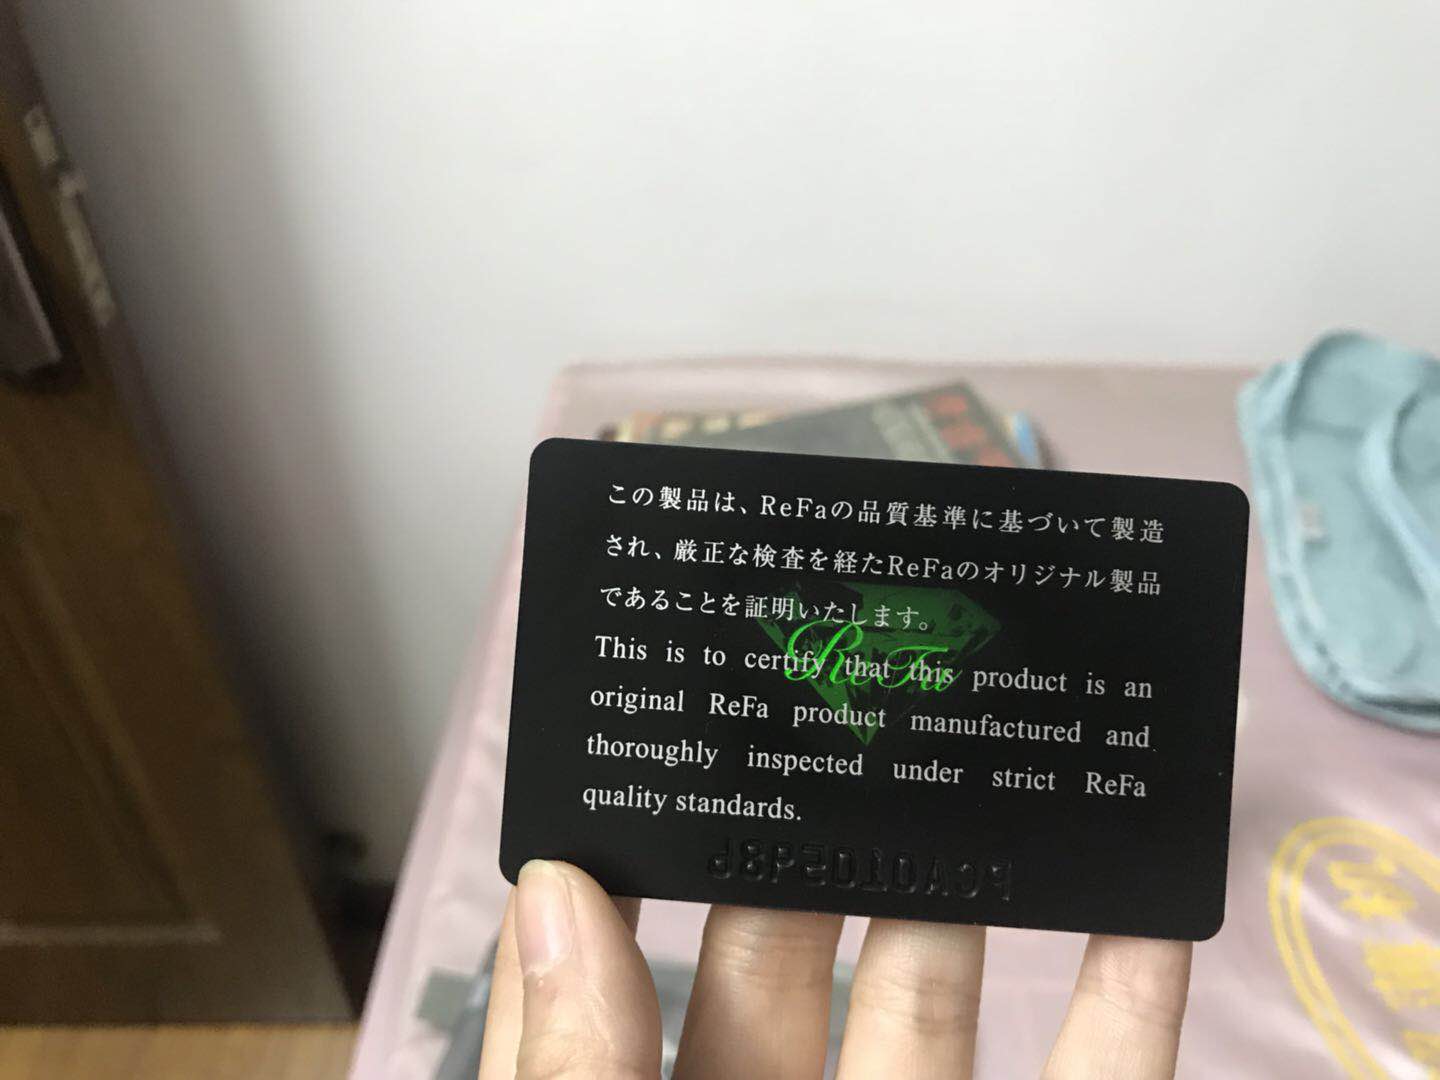 この製品は、ReFaの品質基準に基づいて製造
され、厳正な検査を経たReFaのオリジナル製品
であることを証明いたします。
ReFa
This is to certify that this product is an
original ReFa product manufactured and
thoroughly inspected under strict ReFa
quality standards.